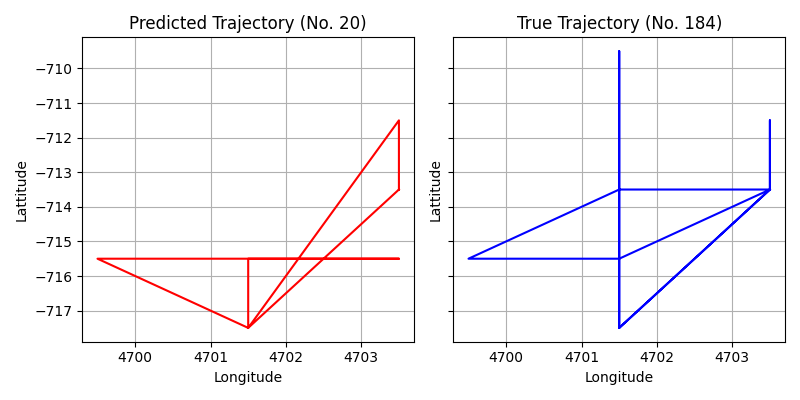 Predicted Trajectory (No. 20)
True Trajectory (No. 184)
−710
−711
−712
−713
−714
−715
−716
−717
Lattitude
Lattitude
4700 4701 4702 4703
4700 4701 4702 4703
Longitude
Longitude